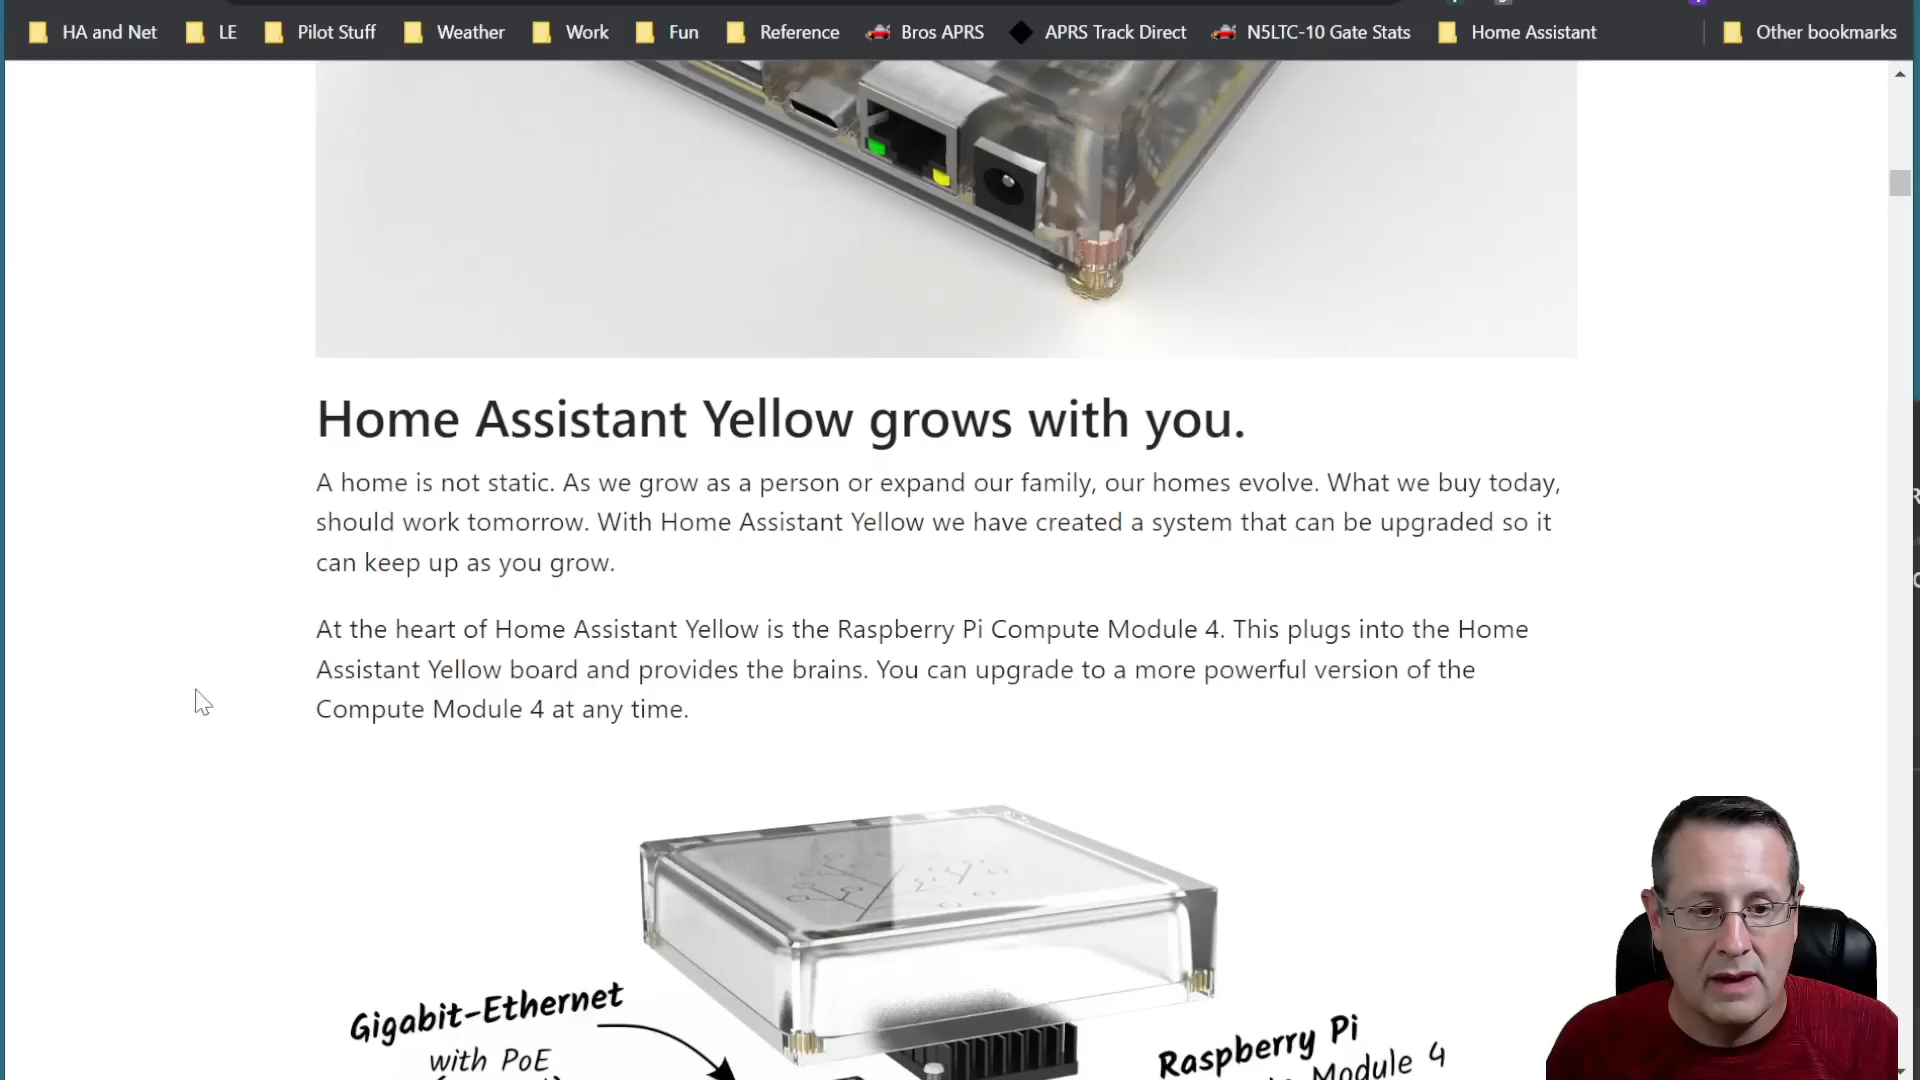 HA and Net LE Pilot Stuff Weather Work Fun Reference Bros APRS APRS Track Direct N5LTC-10 Gate Stats Home Assistant Other bookmarks
Home Assistant Yellow grows with you.
A home is not static. As we grow as a person or expand our family, our homes evolve. What we buy today,
should work tomorrow. With Home Assistant Yellow we have created a system that can be upgraded so it
can keep up as you grow.
At the heart of Home Assistant Yellow is the Raspberry Pi Compute Module 4. This plugs into the Home
Assistant Yellow board and provides the brains. You can upgrade to a more powerful version of the
Compute Module 4 at any time.
Gigabit-Ethernet
with PoE
Raspberry Pi
Module 4